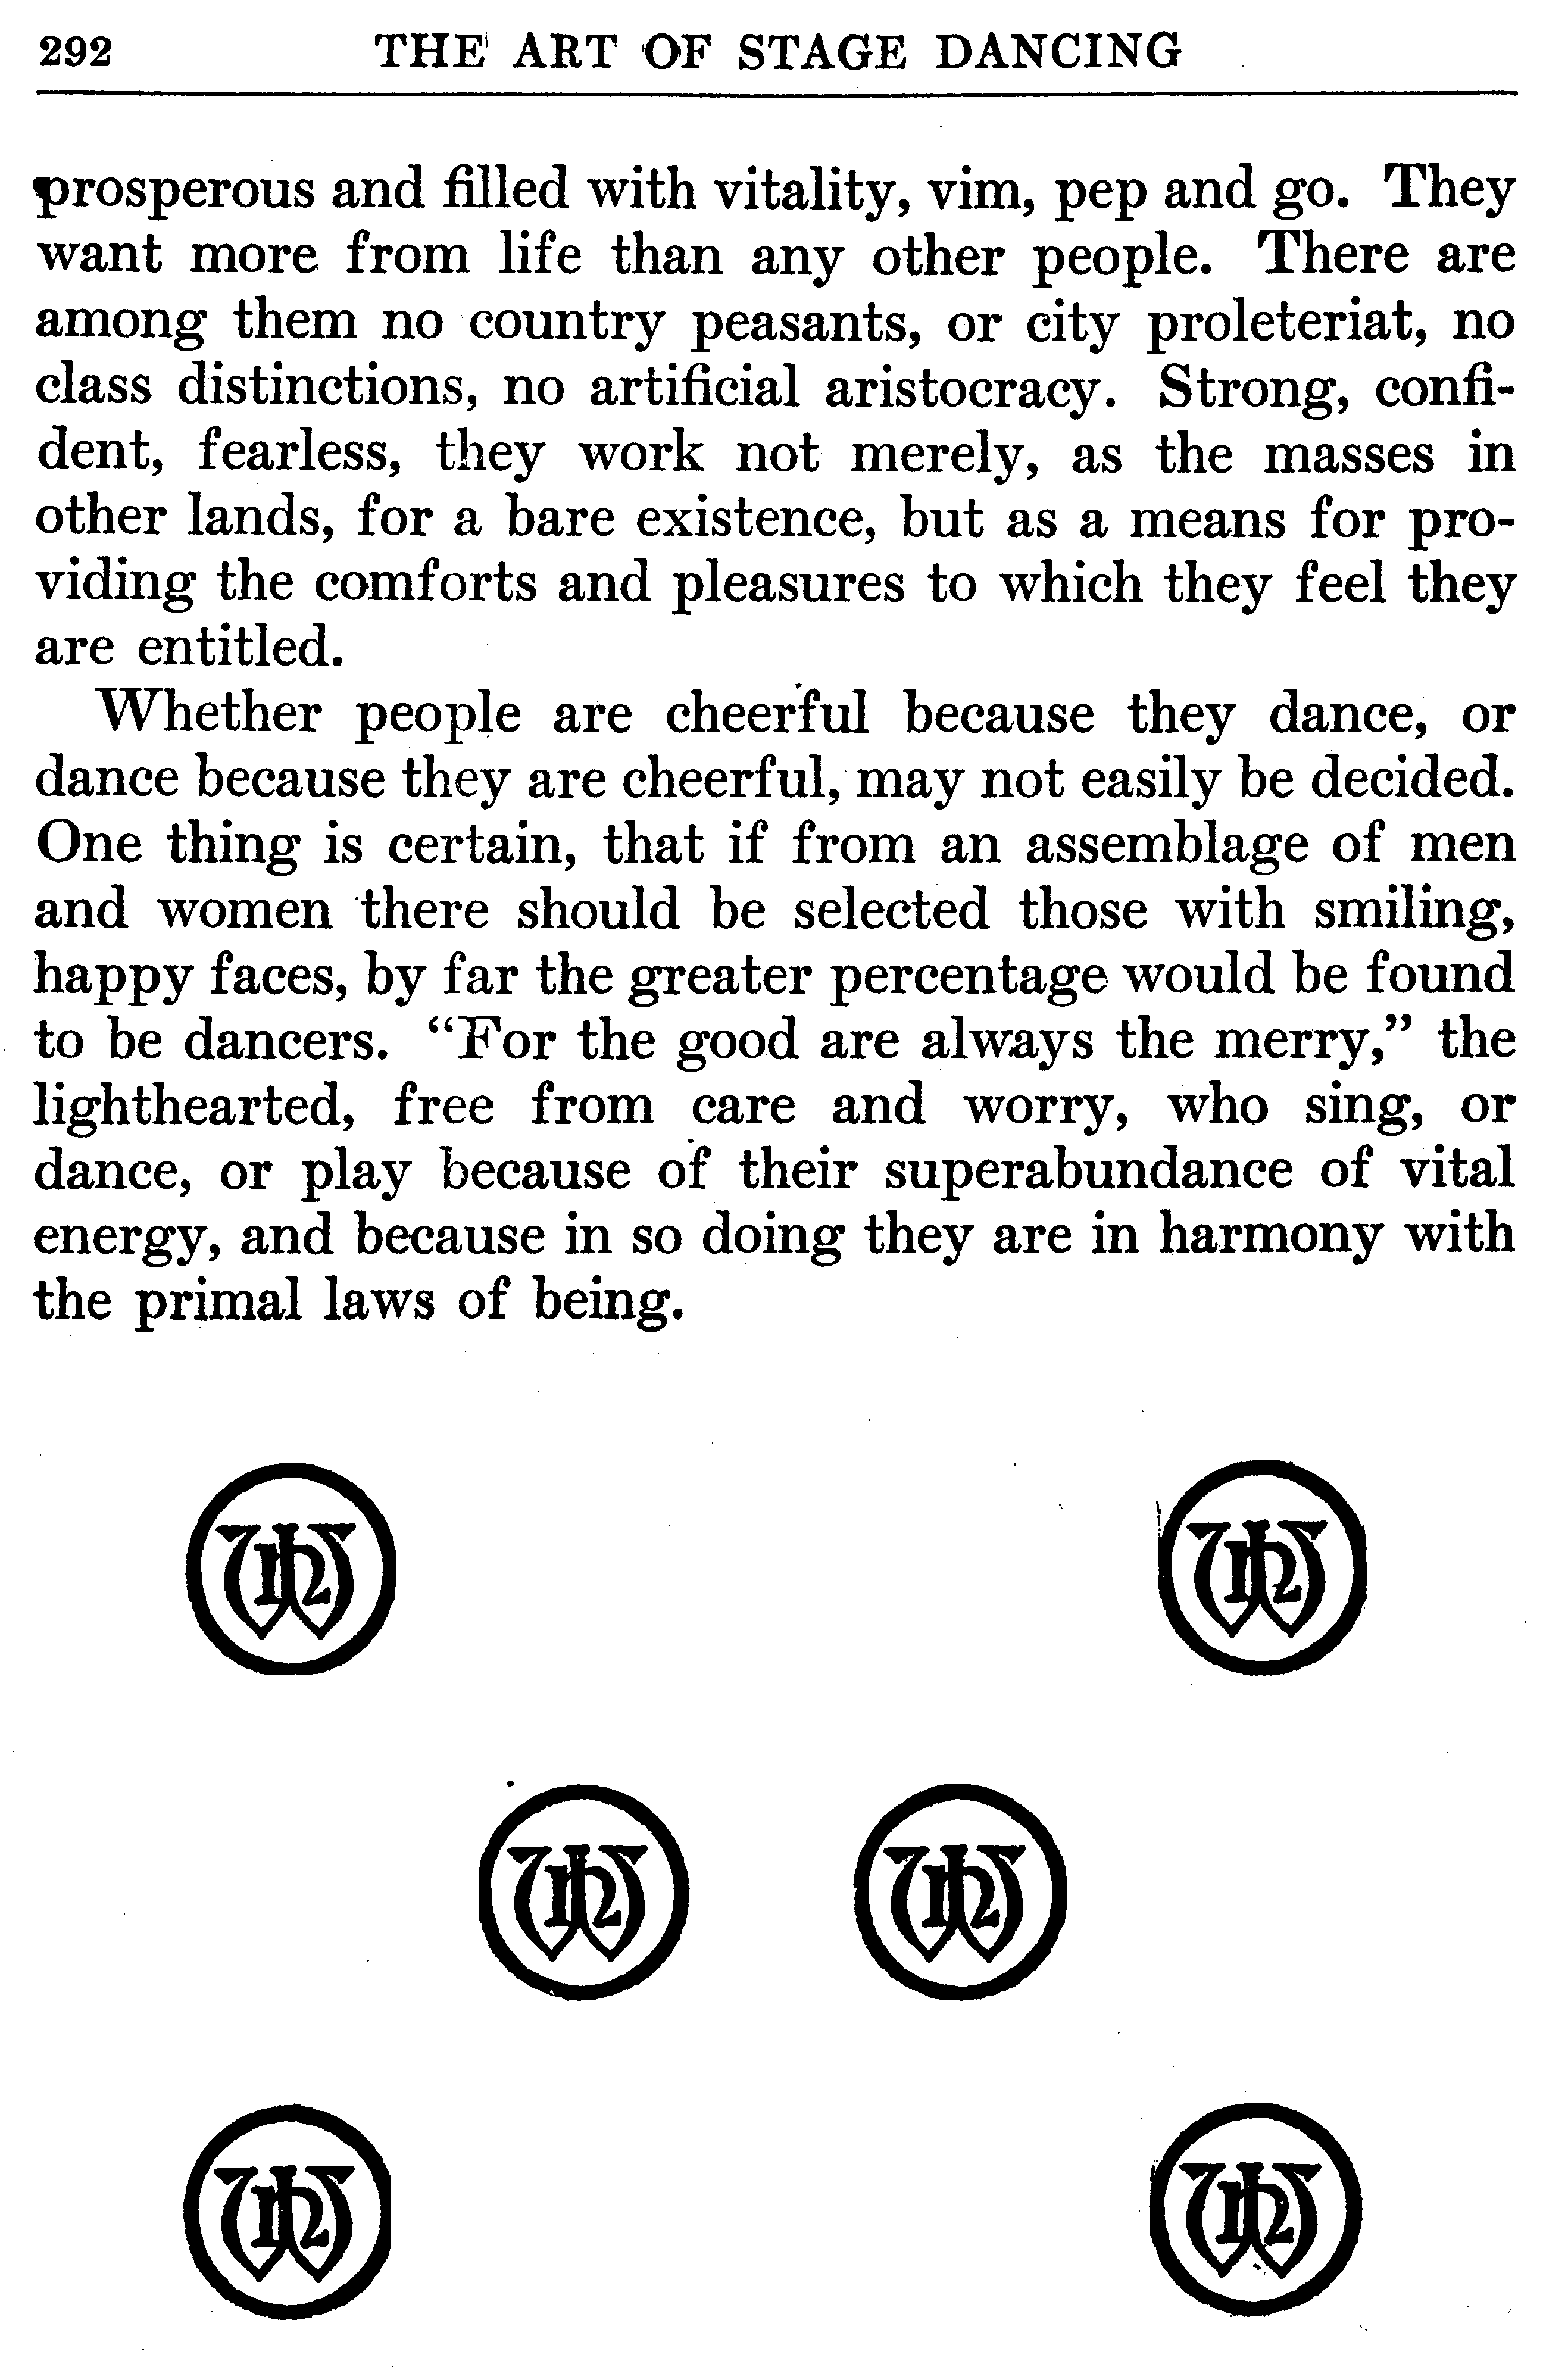 292 THE ART OF STAGE DANCING
prosperous and filled with vitality, vim, pep and go. They
want more from life than any other people. There are
among them no country peasants, or city proleteriat, no
class distinctions, no artificial aristocracy. Strong, confi-
dent, fearless, they work not merely, as the masses in
other lands, for a bare existence, but as a means for pro-
viding the comforts and pleasures to which they feel they
are entitled.
Whether people are cheerful because they dance, or
dance because they are cheerful, may not easily be decided.
One thing is certain, that if from an assemblage of men
and women there should be selected those with smiling,
happy faces, by far the greater percentage would be found
to be dancers. “For the good are always the merry,” the
lighthearted, free from care and worry, who sing, or
dance, or play because of their superabundance of vital
energy, and because in so doing they are in harmony with
the primal laws of being.